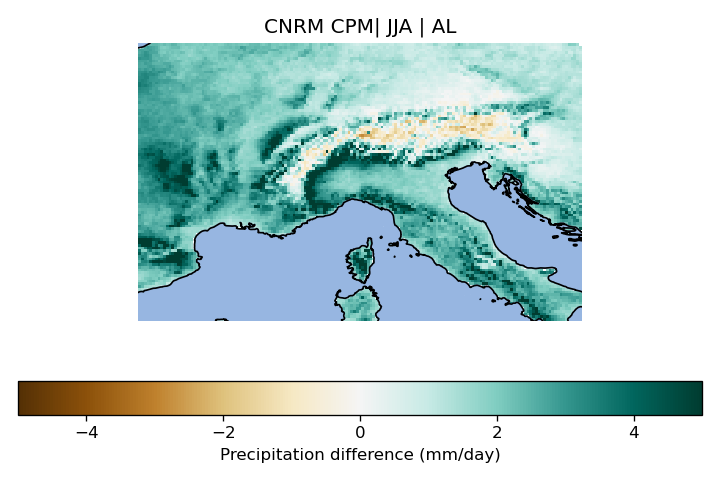 CNRM CPM| JJA | AL
−4 −2 0 2 4
Precipitation difference (mm/day)